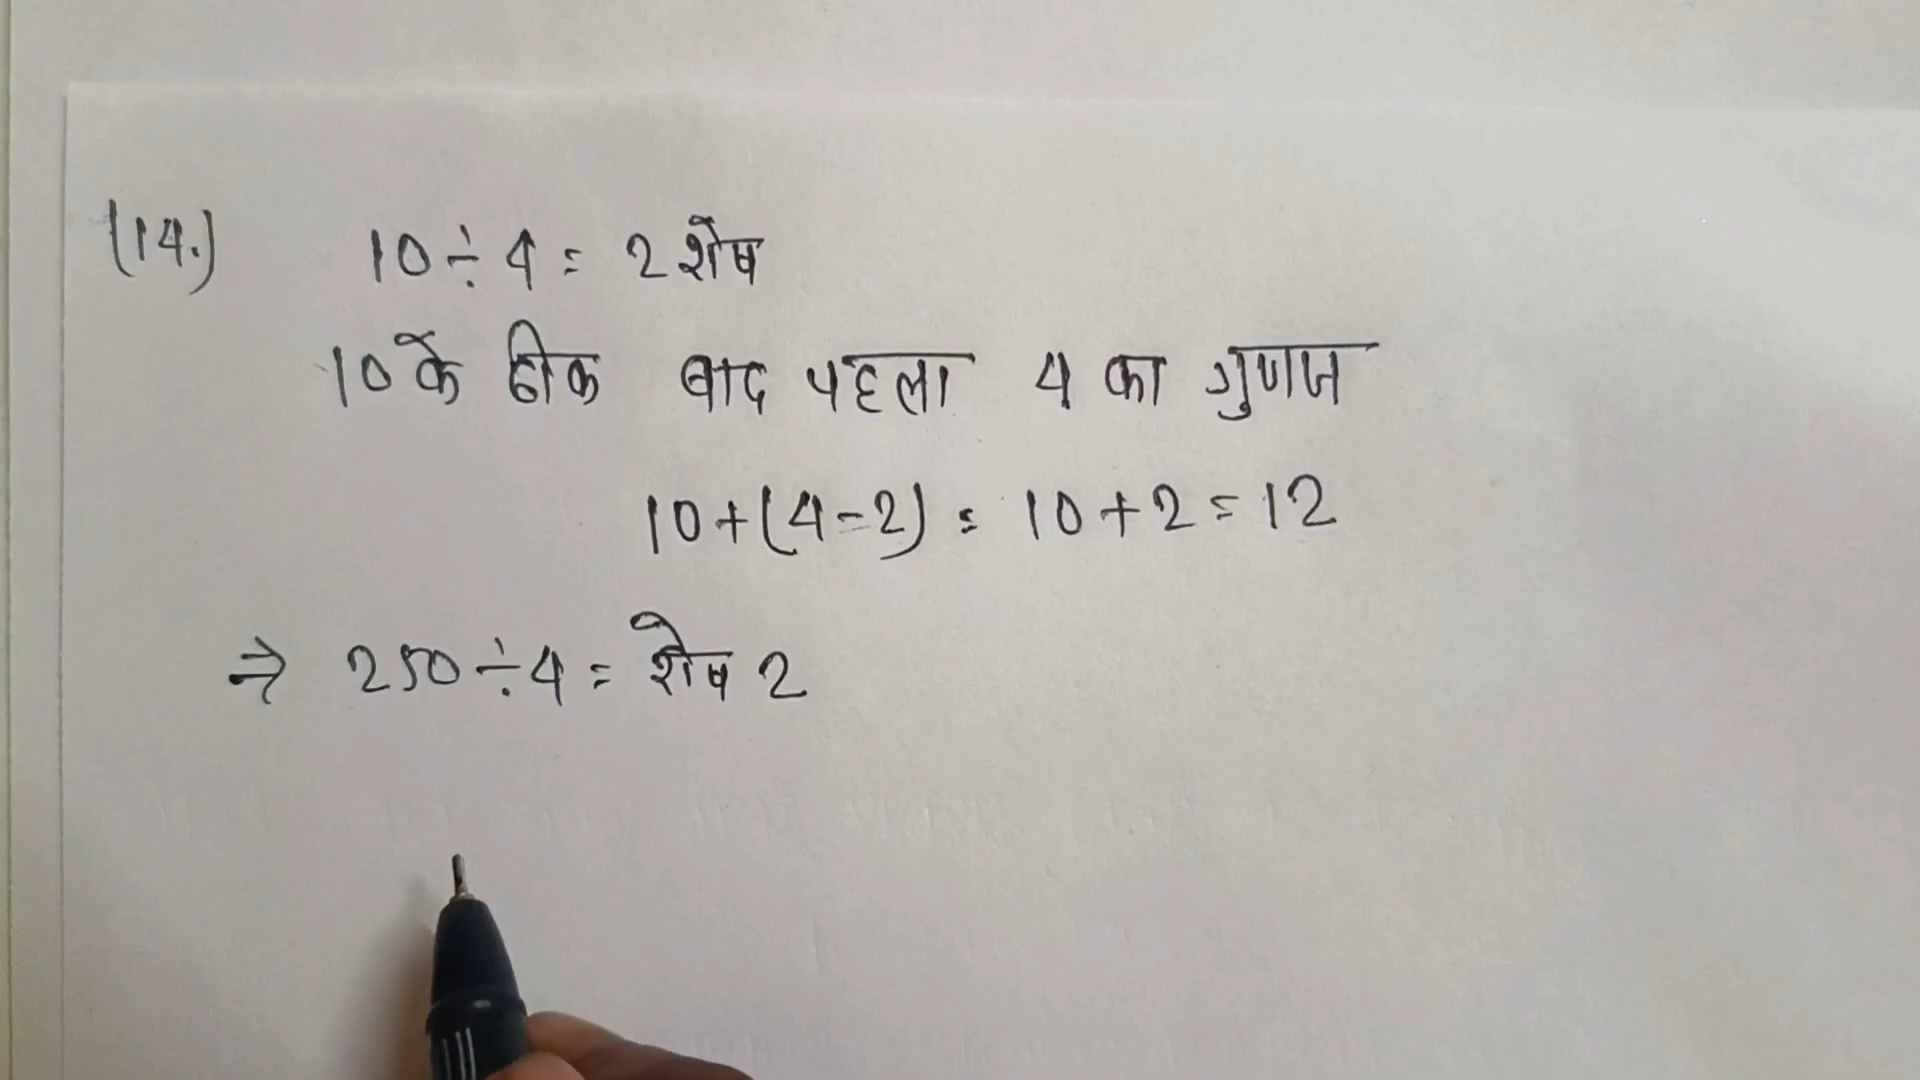 (14.) 10 ÷ 4 = 2 शेष
10 के ठीक बाद पहला 4 का गुणज
10 + (4 - 2) = 10 + 2 = 12
⇒ 250 ÷ 4 = शेष 2